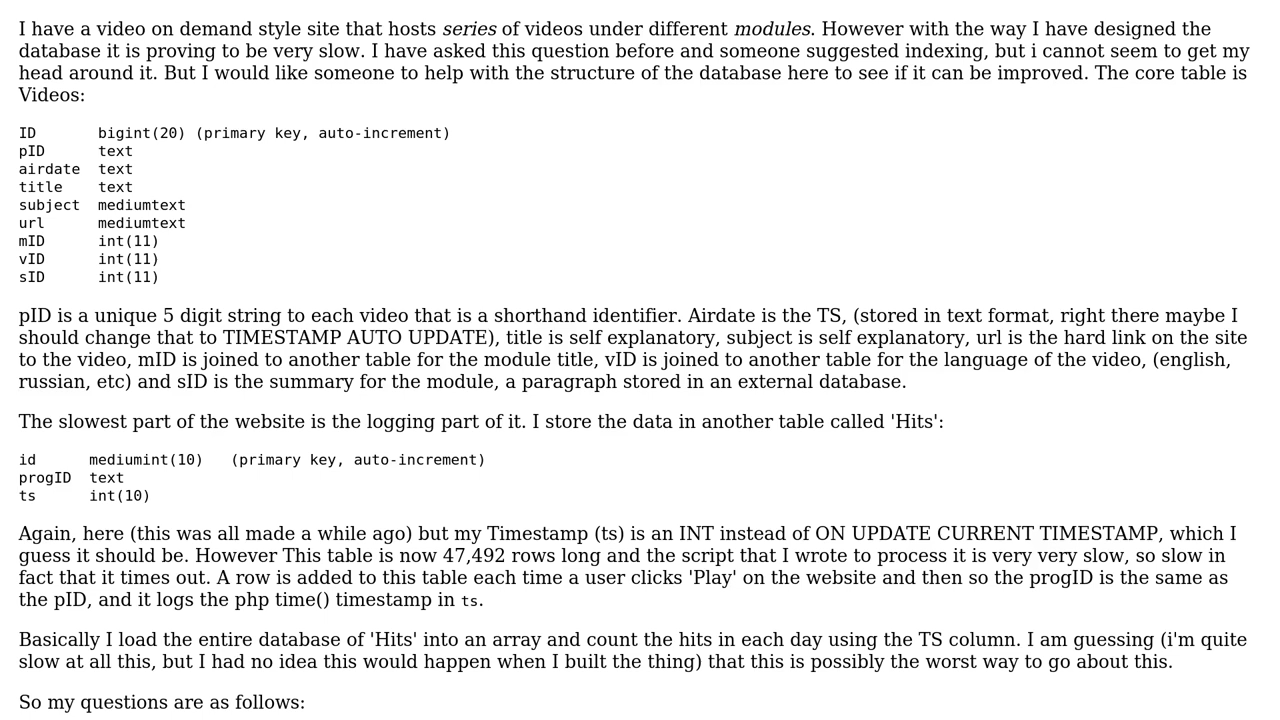 I have a video on demand style site that hosts series of videos under different modules. However with the way I have designed the
database it is proving to be very slow. I have asked this question before and someone suggested indexing, but i cannot seem to get my
head around it. But I would like someone to help with the structure of the database here to see if it can be improved. The core table is
Videos:
ID       bigint(20) (primary key, auto-increment)
pID      text
airdate  text
title    text
subject  mediumtext
url      mediumtext
mID      int(11)
vID      int(11)
sID      int(11)
pID is a unique 5 digit string to each video that is a shorthand identifier. Airdate is the TS, (stored in text format, right there maybe I
should change that to TIMESTAMP AUTO UPDATE), title is self explanatory, subject is self explanatory, url is the hard link on the site
to the video, mID is joined to another table for the module title, vID is joined to another table for the language of the video, (english,
russian, etc) and sID is the summary for the module, a paragraph stored in an external database.
The slowest part of the website is the logging part of it. I store the data in another table called 'Hits':
id      mediumint(10)   (primary key, auto-increment)
progID  text
ts      int(10)
Again, here (this was all made a while ago) but my Timestamp (ts) is an INT instead of ON UPDATE CURRENT TIMESTAMP, which I
guess it should be. However This table is now 47,492 rows long and the script that I wrote to process it is very very slow, so slow in
fact that it times out. A row is added to this table each time a user clicks 'Play' on the website and then so the progID is the same as
the pID, and it logs the php time() timestamp in ts.
Basically I load the entire database of 'Hits' into an array and count the hits in each day using the TS column. I am guessing (i'm quite
slow at all this, but I had no idea this would happen when I built the thing) that this is possibly the worst way to go about this.
So my questions are as follows: